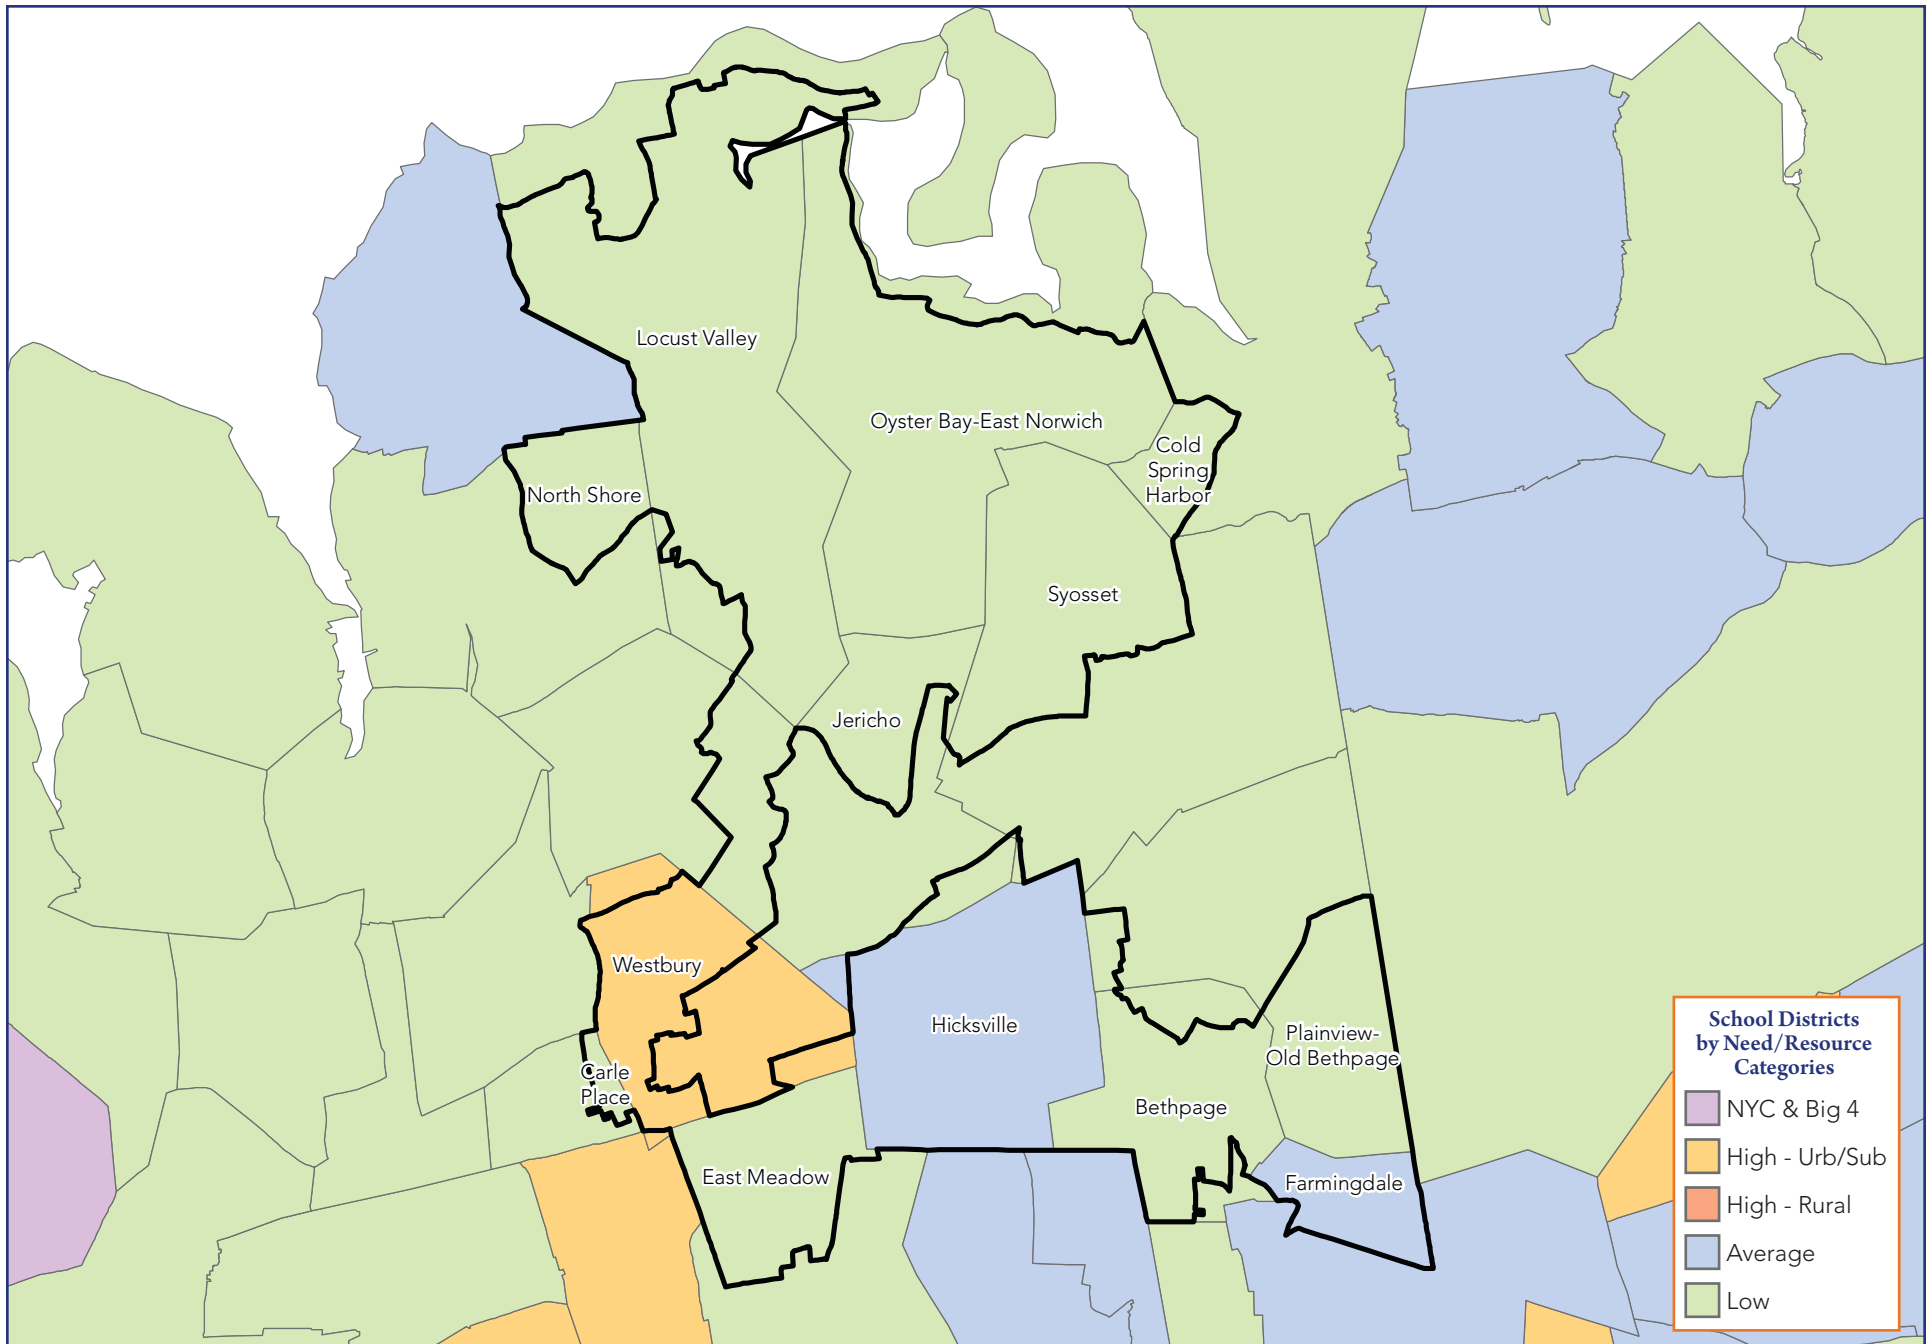 Locust Valley
Oyster Bay-East Norwich
Cold
Spring
Harbor
North Shore
Syosset
Jericho
Westbury
Hicksville
Plainview-
Old Bethpage
Carle
Place
Bethpage
East Meadow
Farmingdale
School Districts
by Need/Resource
Categories
NYC & Big 4
High - Urb/Sub
High - Rural
Average
Low